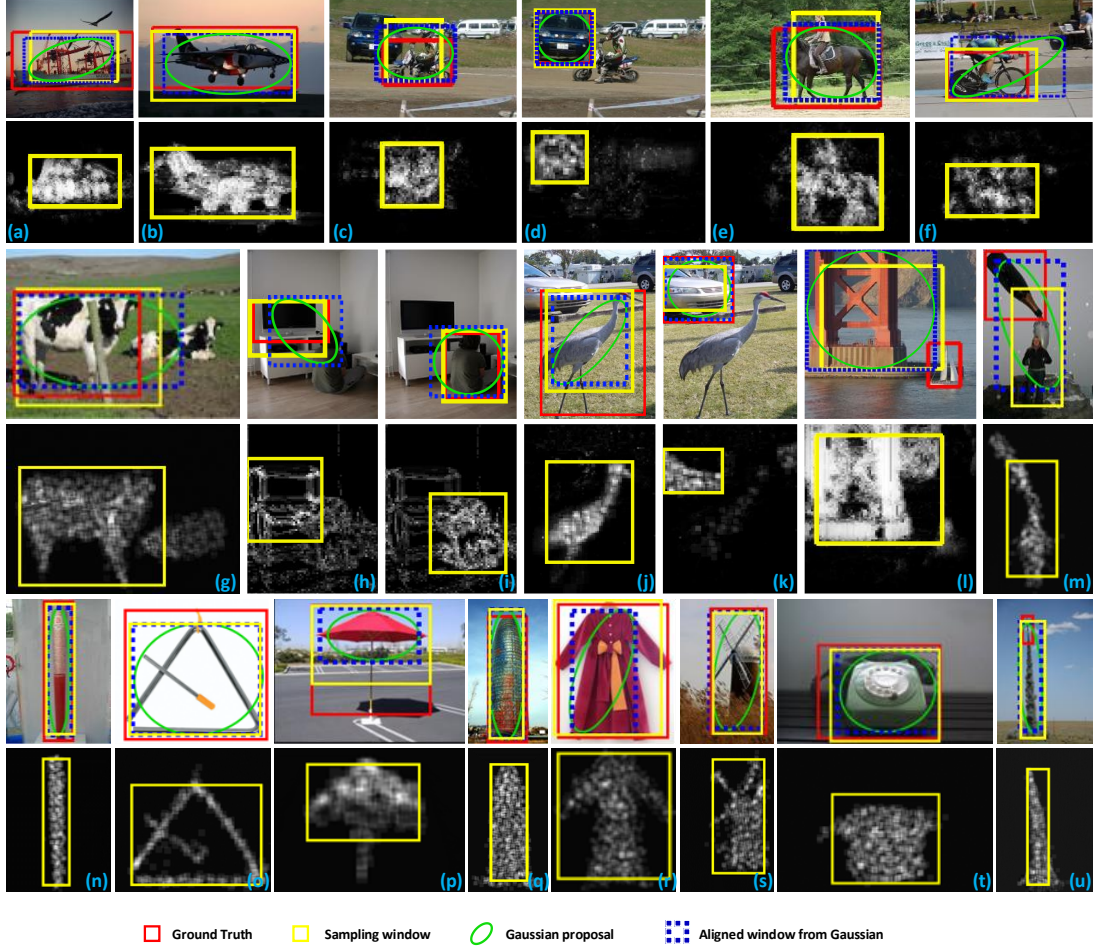 (a) (b) (c) (d) (e) (f)
(g) (h) (i) (j) (k) (l) (m)
(n) (o) (p) (q) (r) (s) (t) (u)
Ground Truth Sampling window Gaussian proposal Aligned window from Gaussian